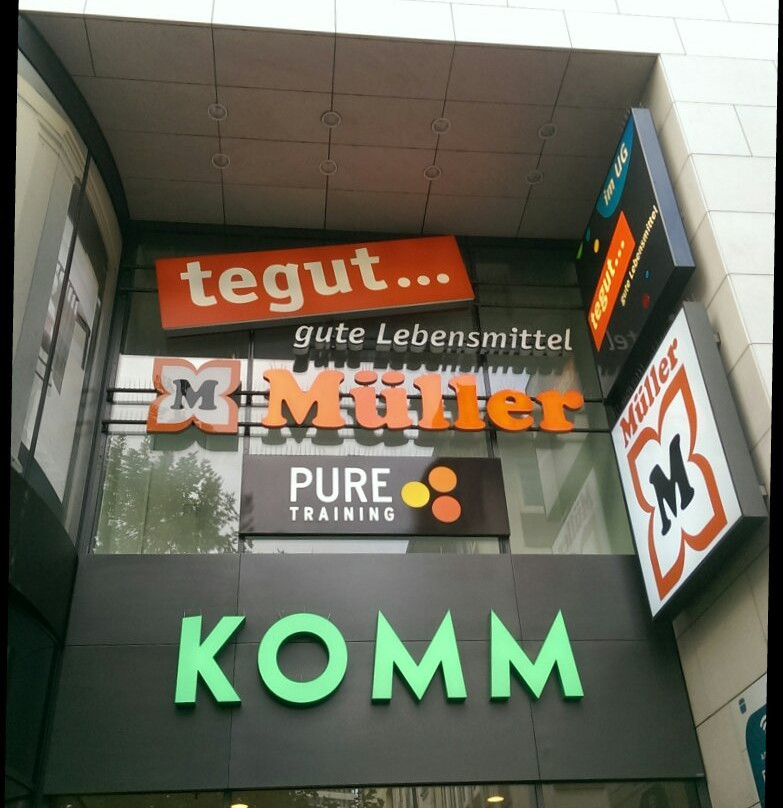 tegut...
gute Lebensmittel
M Müller
PURE
TRAINING
KOMM
im UG
tegut...
gute Lebensmittel
Müller
M